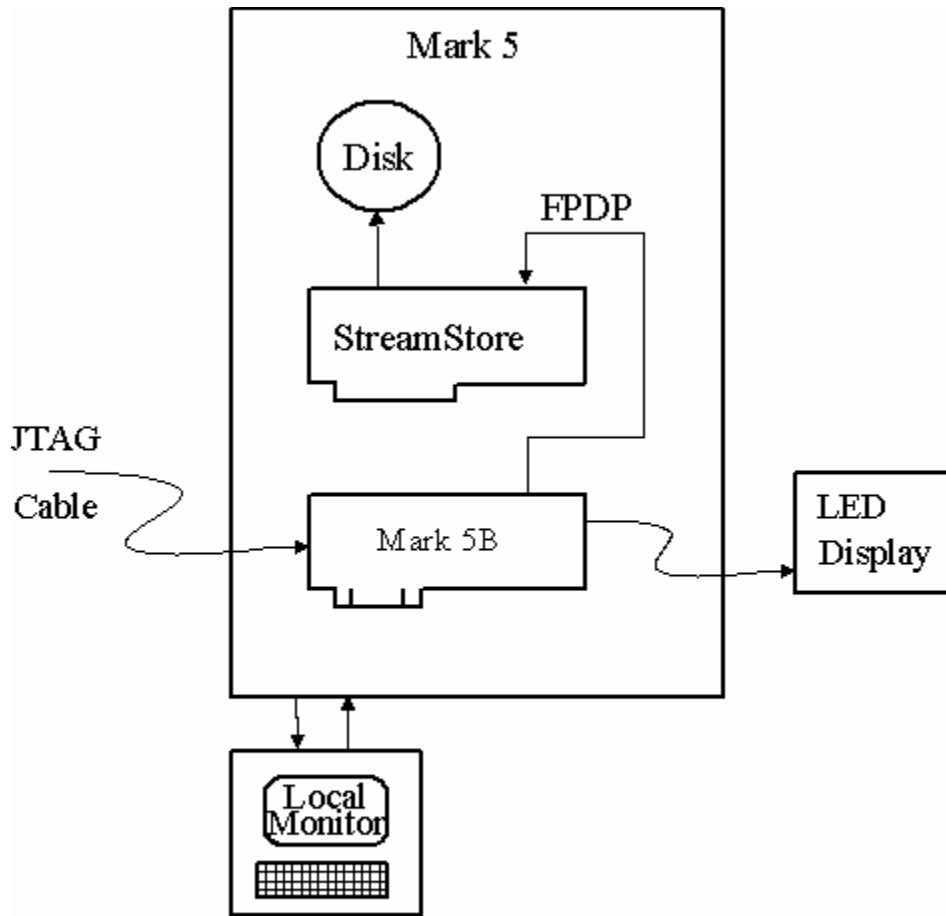 Mark 5
Disk
FPDP
StreamStore
JTAG
Cable
Mark 5B
LED
Display
Local
Monitor